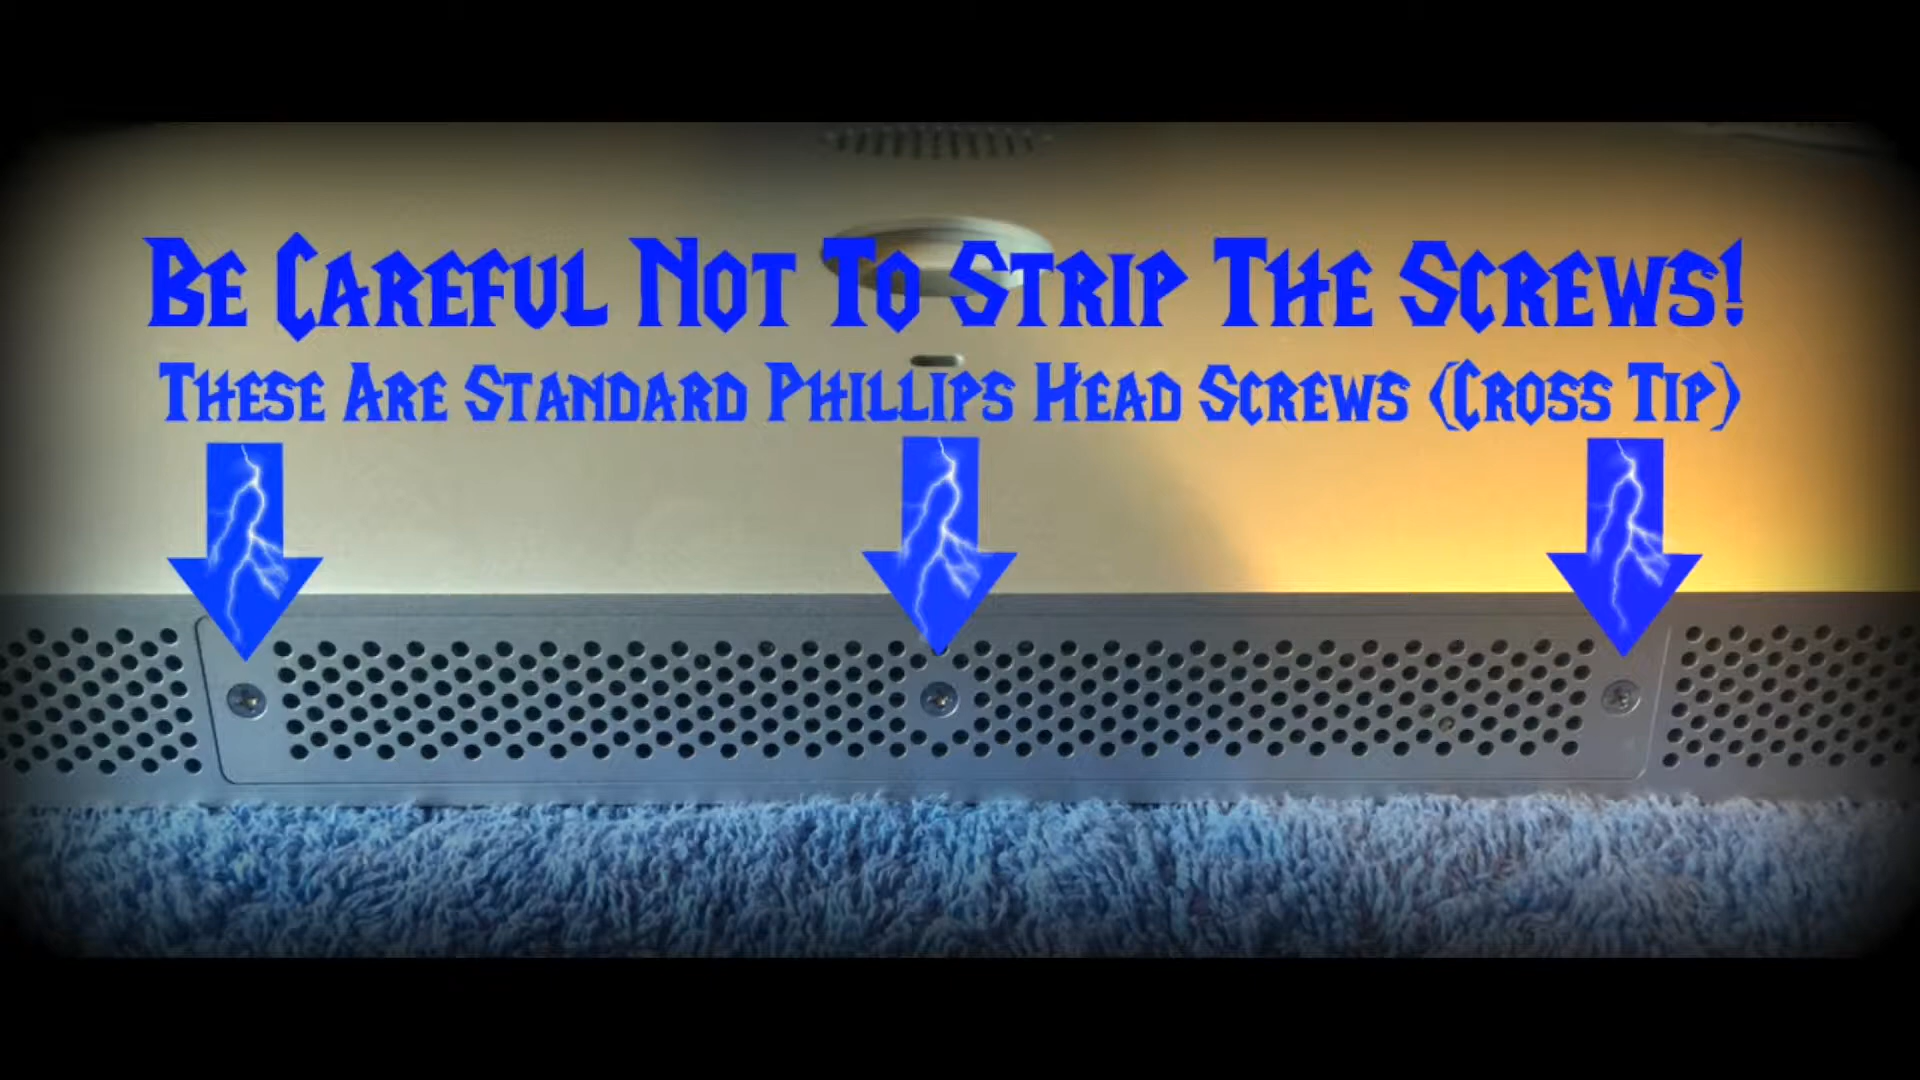 Be Careful Not To Strip The Screws!
These Are Standard Phillips Head Screws (Cross Tip)